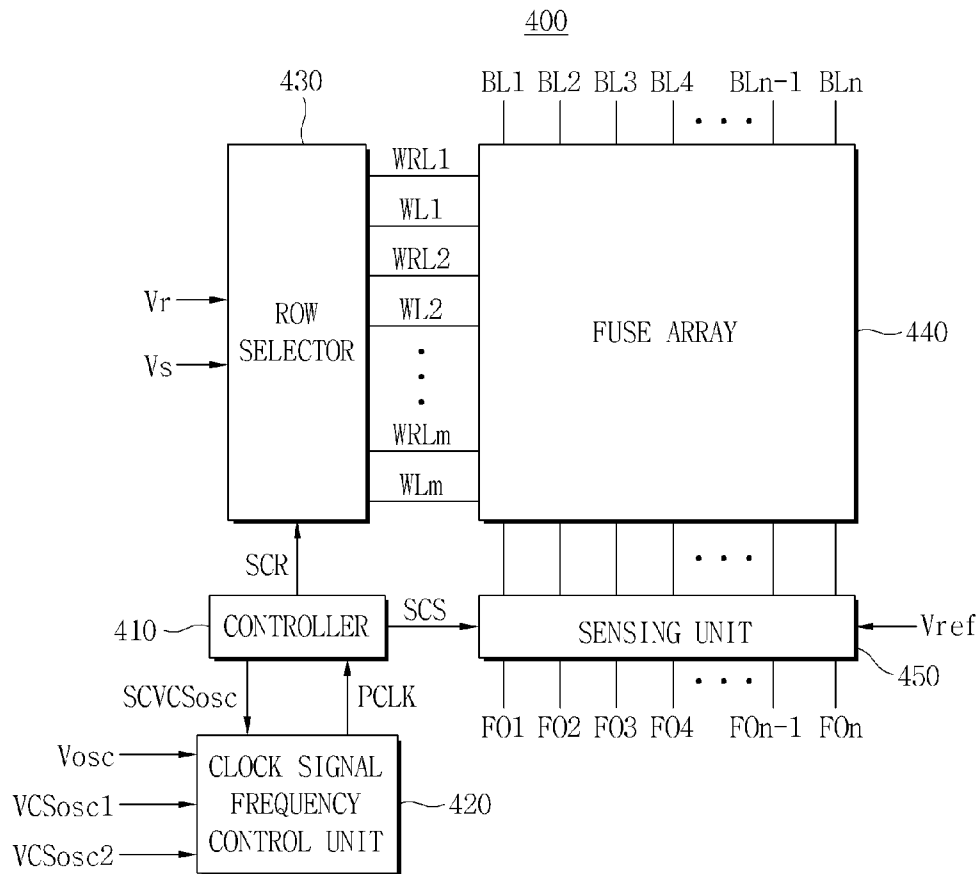 400
430
BL1 BL2 BL3 BL4 BLn-1 BLn
WRL1
WL1
WRL2
WL2
WRLm
WLm
Vr
Vs
ROW
SELECTOR
FUSE ARRAY
440
SCR
410
CONTROLLER
SCS
SENSING UNIT
Vref
450
SCVCSosc
PCLK
FO1 FO2 FO3 FO4 FOn-1 FOn
Vosc
VCSosc1
VCSosc2
CLOCK SIGNAL
FREQUENCY
CONTROL UNIT
420